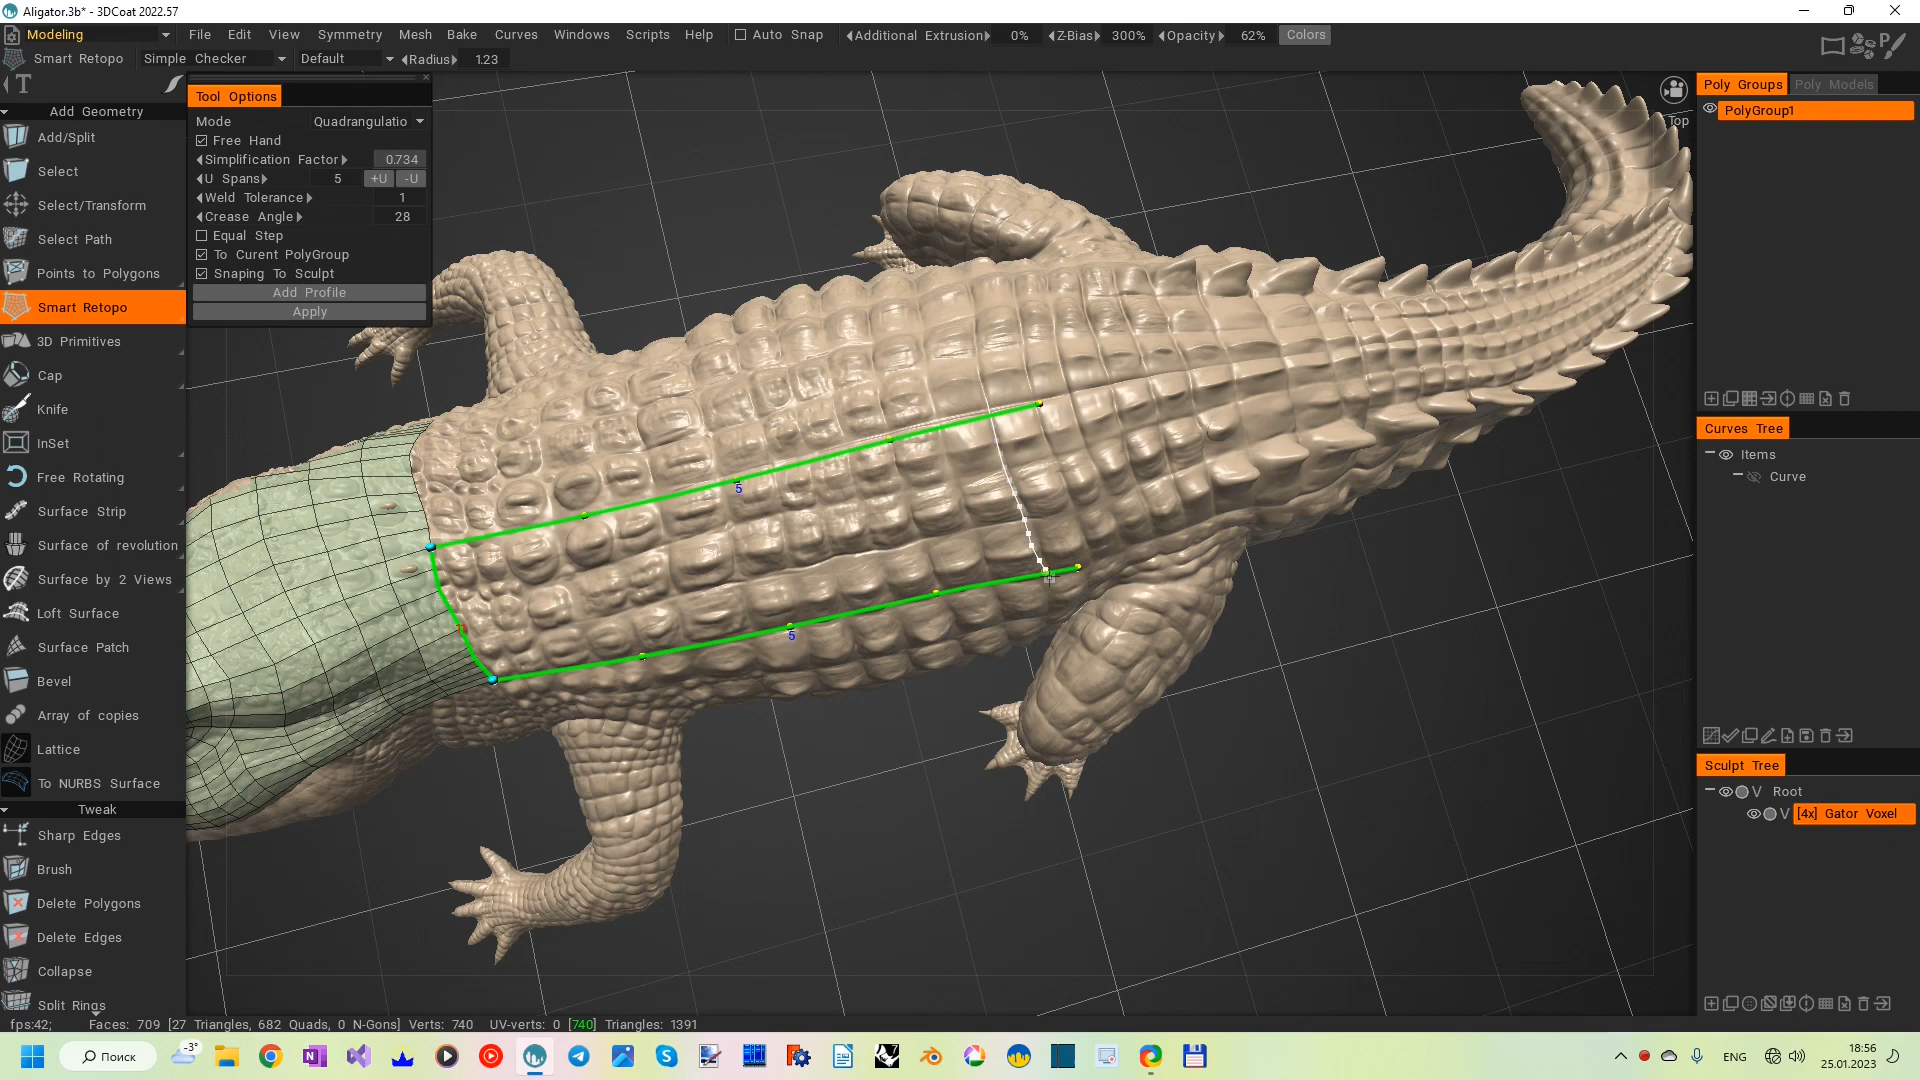 Aligator.3b* - 3DCoat 2022.57
Modeling File Edit View Symmetry Mesh Bake Curves Windows Scripts Help Auto Snap Additional Extrusion 0% Z-Bias 300% Opacity 62% Colors
Smart Retopo Simple Checker Default Radius 1.23
T
Add Geometry
Add/Split
Select
Select/Transform
Select Path
Points to Polygons
Smart Retopo
3D Primitives
Cap
Knife
InSet
Free Rotating
Surface Strip
Surface of revolution
Surface by 2 Views
Loft Surface
Surface Patch
Bevel
Array of copies
Lattice
To NURBS Surface
Tweak
Sharp Edges
Brush
Delete Polygons
Delete Edges
Collapse
Split Rings
Tool Options
Mode Quadrangulatio
Free Hand
Simplification Factor 0.734
U Spans 5 +U -U
Weld Tolerance 1
Crease Angle 28
Equal Step
To Curent PolyGroup
Snaping To Sculpt
Add Profile
Apply
5
5
Top
Poly Groups Poly Models
PolyGroup1
Curves Tree
Items
Curve
Sculpt Tree
V Root
V [4x] Gator Voxel
fps:42; Faces: 709 [27 Triangles, 682 Quads, 0 N-Gons] Verts: 740 UV-verts: 0 [740] Triangles: 1391
Поиск
-3°
ENG
18:56
25.01.2023